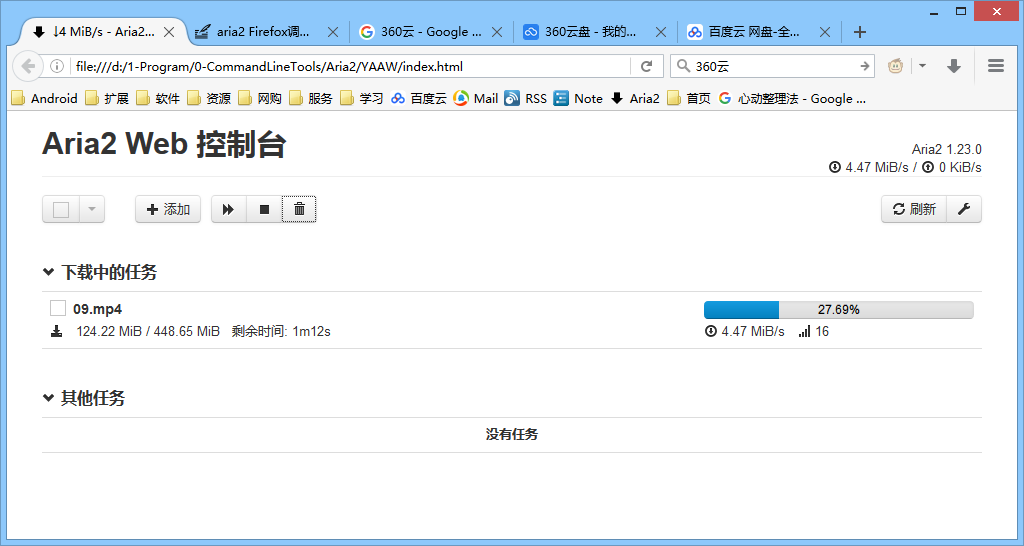 ↓4 MiB/s - Aria2...
aria2 Firefox调...
360云 - Google ...
360云盘 - 我的...
百度云 网盘-全...
file:///d:/1-Program/0-CommandLineTools/Aria2/YAAW/index.html
360云
Android 扩展 软件 资源 网购 服务 学习 百度云 Mail RSS Note Aria2 首页 心动整理法 - Google ...
Aria2 Web 控制台
Aria2 1.23.0
4.47 MiB/s / 0 KiB/s
添加
刷新
下载中的任务
09.mp4
27.69%
124.22 MiB / 448.65 MiB 剩余时间: 1m12s
4.47 MiB/s 16
其他任务
没有任务